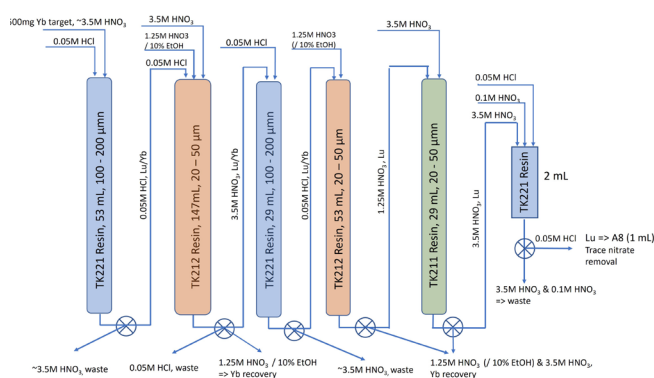 500mg Yb target, ~3.5M HNO₃
0.05M HCl
3.5M HNO₃
1.25M HNO3
/ 10% EtOH
0.05M HCl
0.05M HCl
1.25M HNO3
(/ 10% EtOH)
3.5M HNO₃
0.05M HCl
0.1M HNO₃
3.5M HNO₃
TK221 Resin, 53 mL, 100 - 200 µmn
0.05M HCl, Lu/Yb
TK212 Resin, 147mL, 20 – 50 µm
3.5M HNO₃, Lu/Yb
TK221 Resin, 29 mL, 100 - 200 µmn
0.05M HCl, Lu/Yb
TK212 Resin, 53 mL, 20 – 50 µm
1.25M HNO₃, Lu
TK211 Resin, 29 mL, 20 - 50 µm
3.5M HNO₃, Lu
TK221 Resin
2 mL
0.05M HCl
Lu => A8 (1 mL)
Trace nitrate
removal
3.5M HNO₃ & 0.1M HNO₃
=> waste
~3.5M HNO₃, waste
0.05M HCl, waste
1.25M HNO₃ / 10% EtOH
=> Yb recovery
~3.5M HNO₃, waste
1.25M HNO₃ (/ 10% EtOH) & 3.5M HNO₃,
Yb recovery